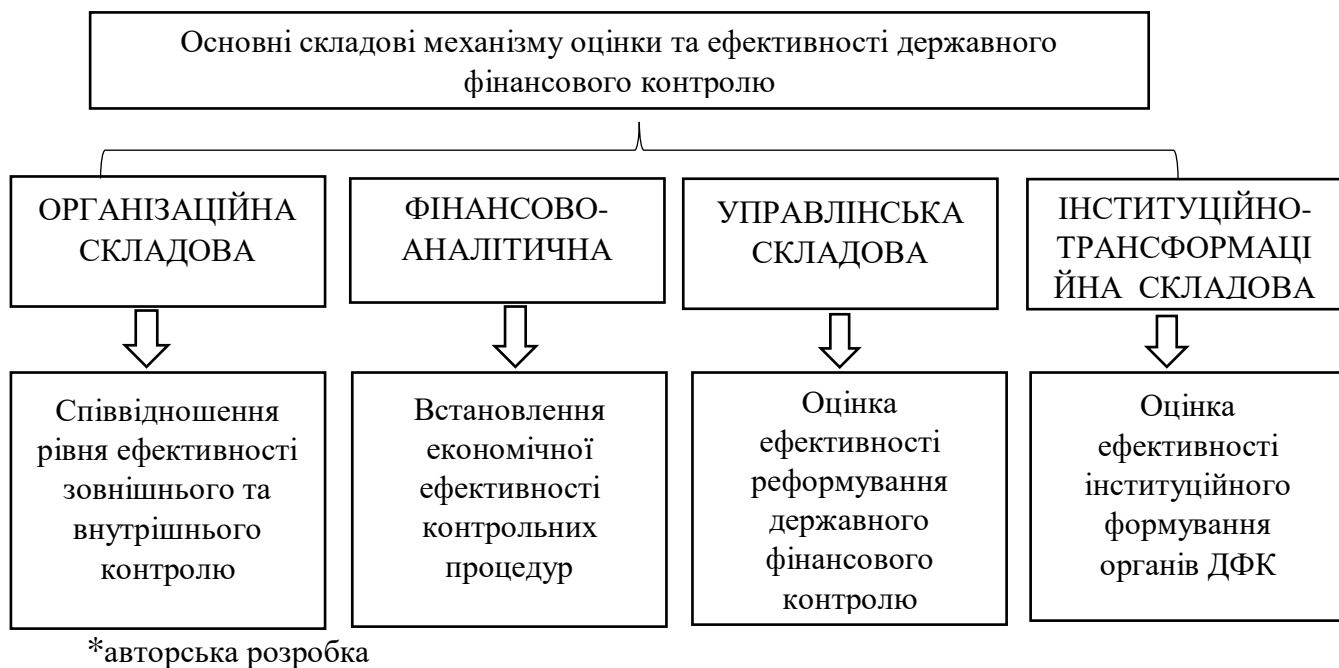 Основні складові механізму оцінки та ефективності державного
фінансового контролю
ОРГАНІЗАЦІЙНА
СКЛАДОВА
ФІНАНСОВО-
АНАЛІТИЧНА
УПРАВЛІНСЬКА
СКЛАДОВА
ІНСТИТУЦІЙНО-
ТРАНСФОРМАЦІ
ЙНА СКЛАДОВА
Співвідношення
рівня ефективності
зовнішнього та
внутрішнього
контролю
Встановлення
економічної
ефективності
контрольних
процедур
Оцінка
ефективності
реформування
державного
фінансового
контролю
Оцінка
ефективності
інституційного
формування
органів ДФК
*авторська розробка